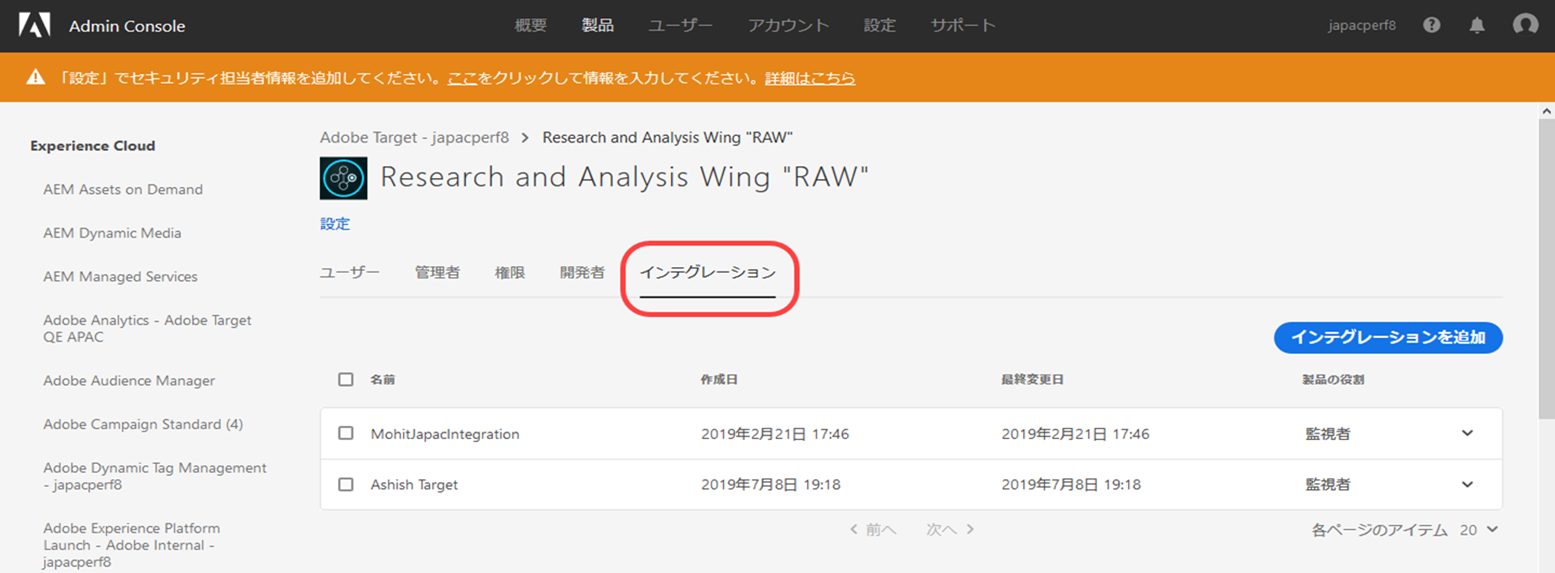 Admin Console
概要 製品 ユーザー アカウント 設定 サポート japacperf8
「設定」でセキュリティ担当者情報を追加してください。ここをクリックして情報を入力してください。詳細はこちら
Experience Cloud
AEM Assets on Demand
AEM Dynamic Media
AEM Managed Services
Adobe Analytics - Adobe Target
QE APAC
Adobe Audience Manager
Adobe Campaign Standard (4)
Adobe Dynamic Tag Management
- japacperf8
Adobe Experience Platform
Launch - Adobe Internal -
japacperf8
Adobe Target - japacperf8 > Research and Analysis Wing "RAW"
Research and Analysis Wing "RAW"
設定
ユーザー 管理者 権限 開発者 インテグレーション
インテグレーションを追加
名前 作成日 最終変更日 製品の役割
MohitJapacIntegration 2019年2月21日 17:46 2019年2月21日 17:46 監視者
Ashish Target 2019年7月8日 19:18 2019年7月8日 19:18 監視者
前へ 次へ 各ページのアイテム 20